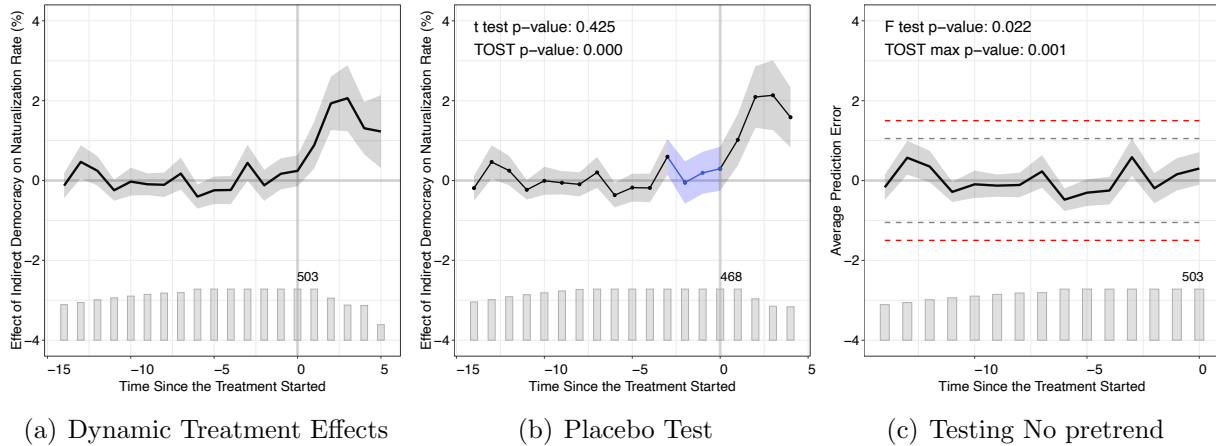 4
2
0
−2
−4
Effect of Indirect Democracy on Naturalization Rate (%)
503
−15
−10
−5
0
5
Time Since the Treatment Started
(a) Dynamic Treatment Effects
4
2
0
−2
−4
Effect of Indirect Democracy on Naturalization Rate (%)
t test p−value: 0.425
TOST p−value: 0.000
468
−15
−10
−5
0
5
Time Since the Treatment Started
(b) Placebo Test
4
2
0
−2
−4
Average Prediction Error
F test p−value: 0.022
TOST max p−value: 0.001
503
−10
−5
0
Time Since the Treatment Started
(c) Testing No pretrend